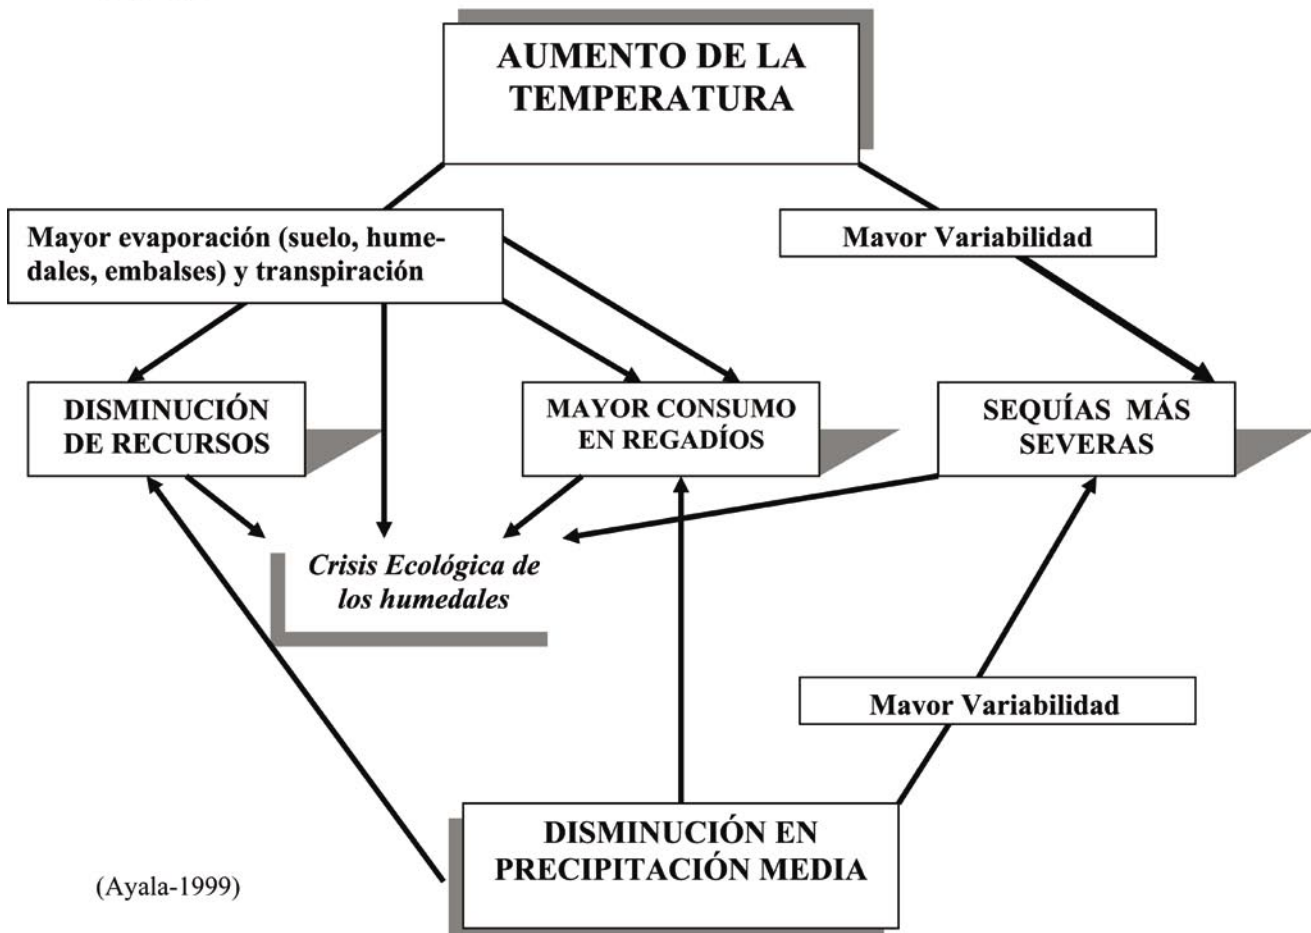 AUMENTO DE LA
TEMPERATURA
Mayor evaporación (suelo, hume-
dales, embalses) y transpiración
Mavor Variabilidad
DISMINUCIÓN
DE RECURSOS
MAYOR CONSUMO
EN REGADÍOS
SEQUÍAS MÁS
SEVERAS
Crisis Ecológica de
los humedales
Mavor Variabilidad
DISMINUCIÓN EN
PRECIPITACIÓN MEDIA
(Ayala-1999)